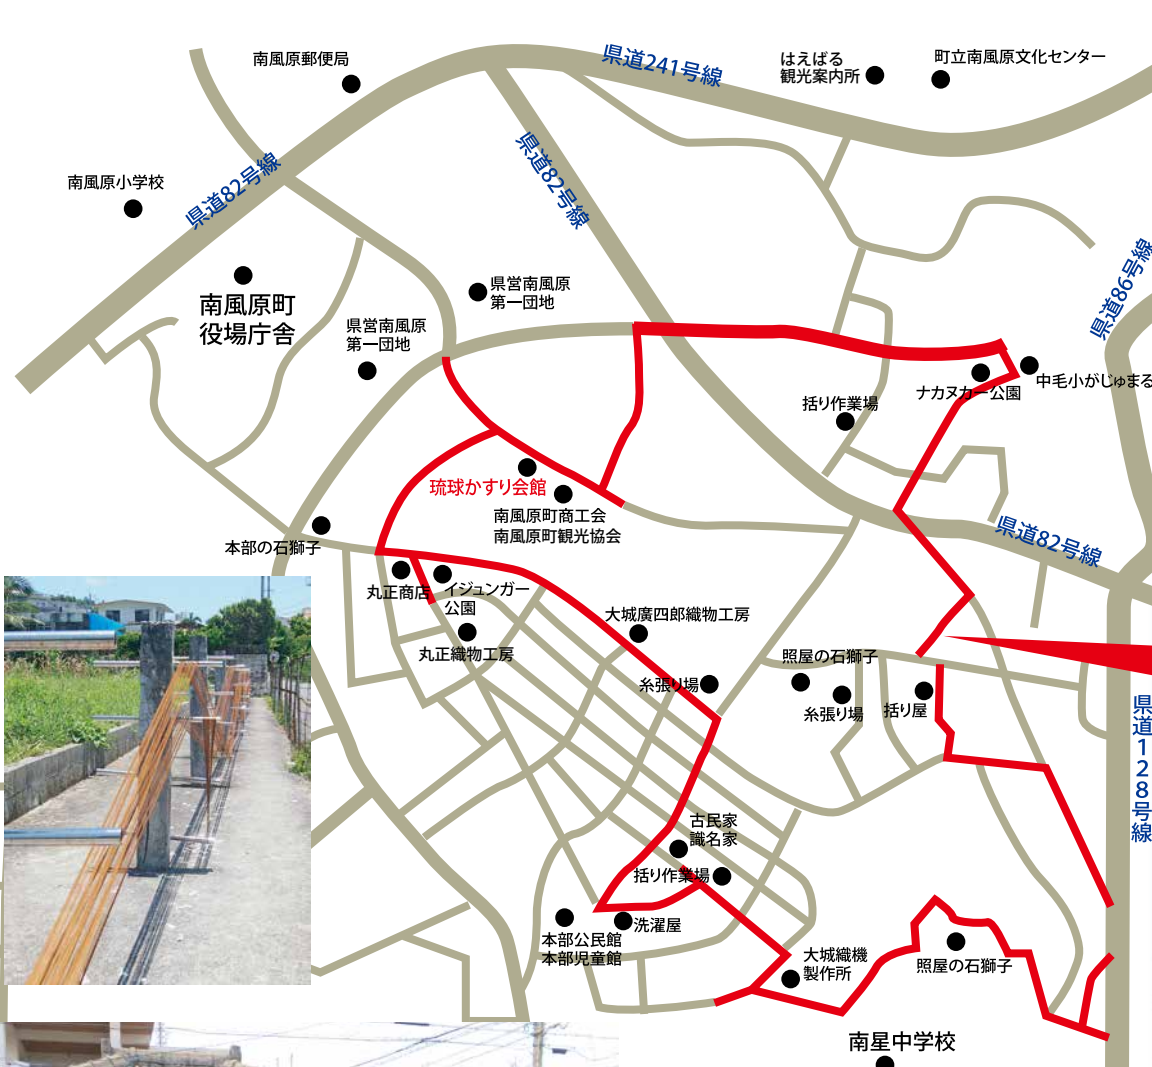 南風原郵便局
県道241号線
はえばる
観光案内所
町立南風原文化センター
南風原小学校
県道82号線
県道82号線
県道86号線
南風原町
役場庁舎
県営南風原
第一団地
県営南風原
第一団地
ナカヌカー公園
中毛小がじゅまる
括り作業場
琉球かすり会館
南風原町商工会
南風原町観光協会
県道82号線
本部の石獅子
丸正商店
イジュンガー
公園
丸正織物工房
大城廣四郎織物工房
照屋の石獅子
糸張り場
糸張り場
括り屋
県道128号線
古民家
識名家
括り作業場
洗濯屋
本部公民館
本部児童館
大城織機
製作所
照屋の石獅子
南星中学校